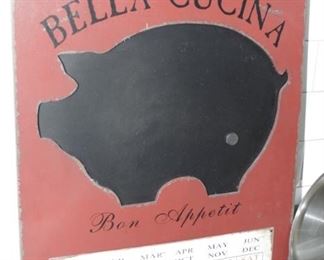 BELLA CUCINA
Bon Appetit
MAR APR MAY JUN
NOV DEC